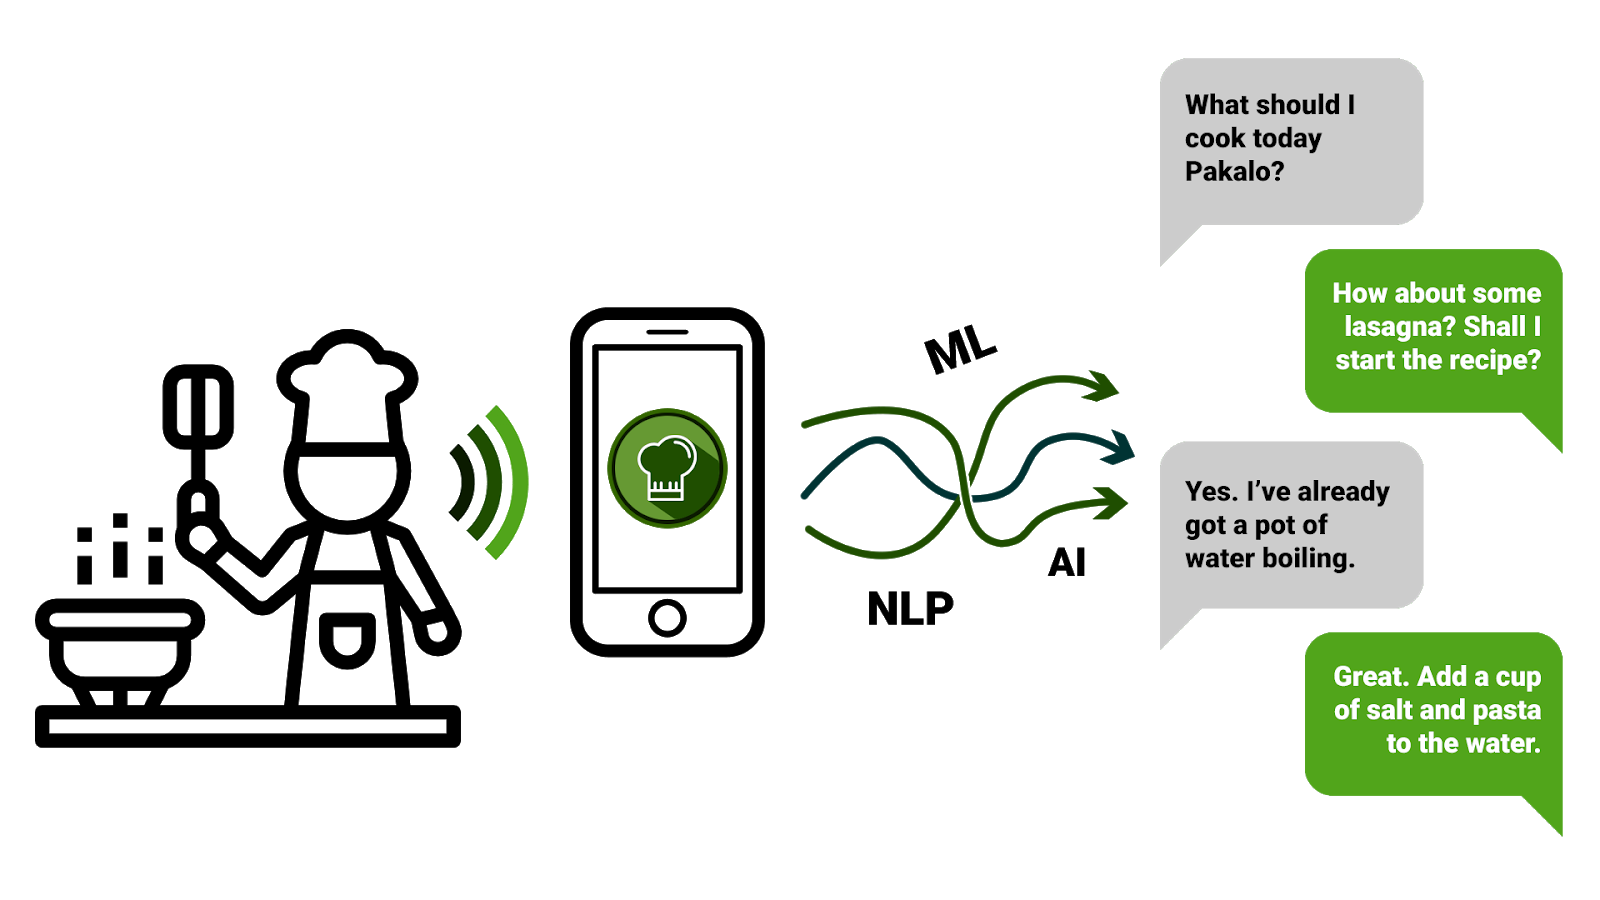 ML
NLP
AI
What should I
cook today
Pakalo?
How about some
lasagna? Shall I
start the recipe?
Yes. I’ve already
got a pot of
water boiling.
Great. Add a cup
of salt and pasta
to the water.